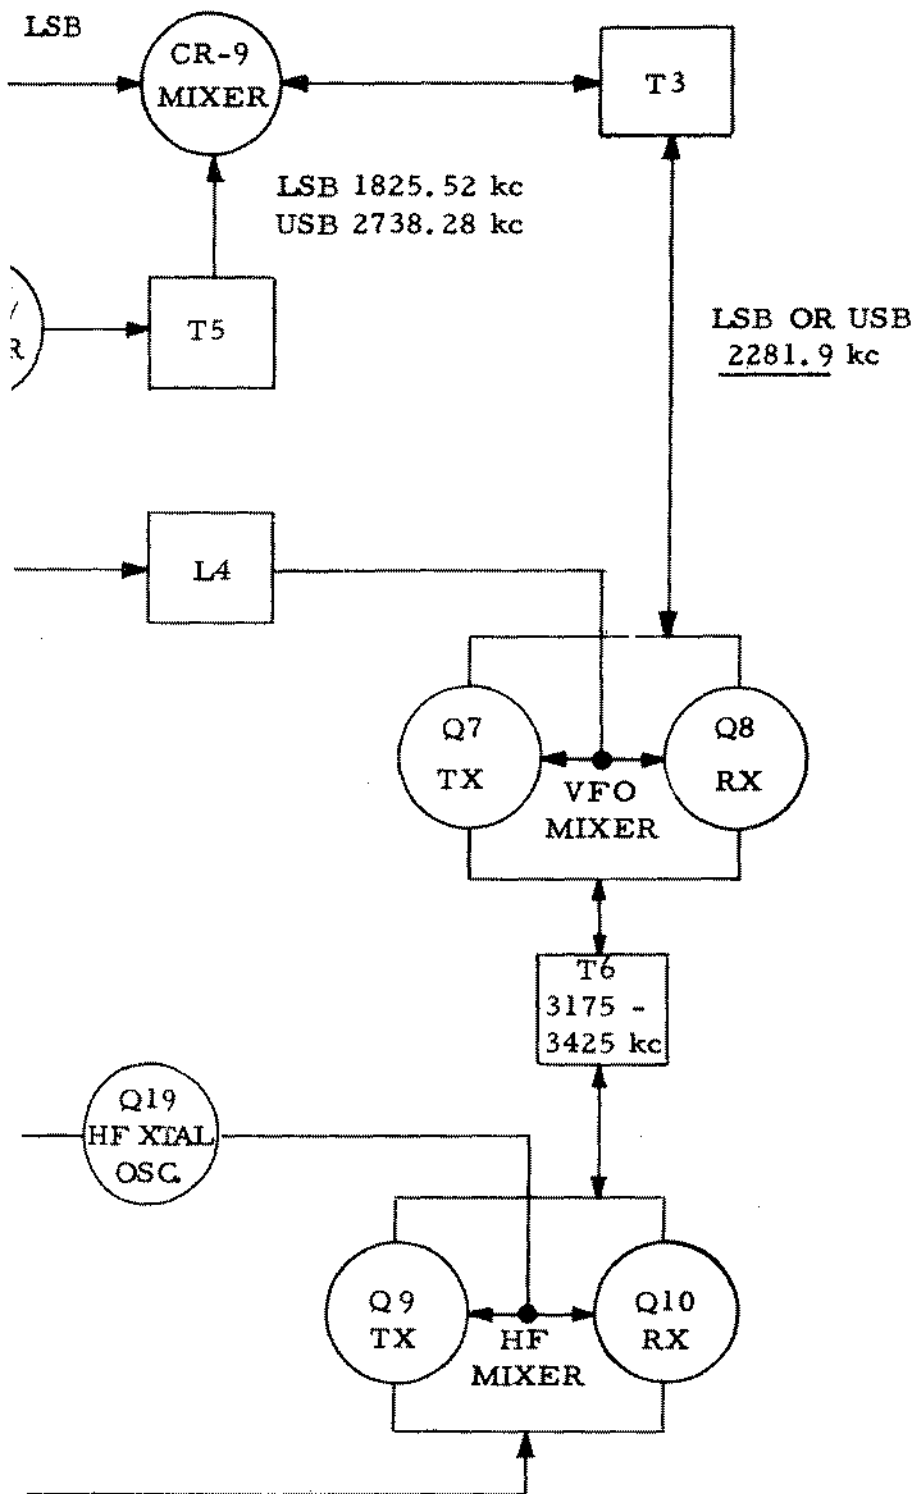 LSB
CR-9
MIXER
T3
LSB 1825.52 kc
USB 2738.28 kc
R
T5
LSB OR USB
2281.9 kc
L4
Q7
TX
Q8
RX
VFO
MIXER
T6
3175 -
3425 kc
Q19
HF XTAL
OSC.
Q9
TX
Q10
RX
HF
MIXER